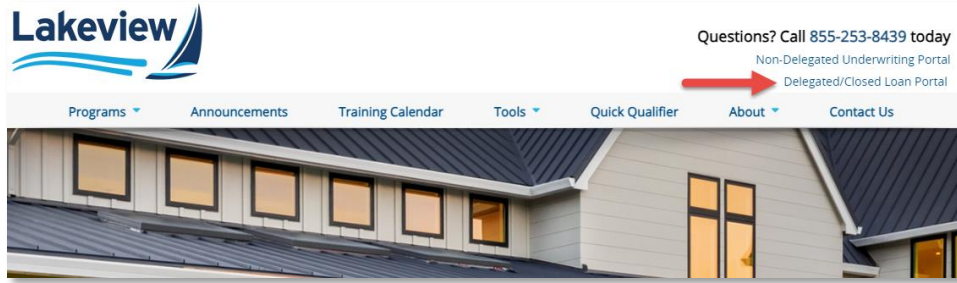 Lakeview
Questions? Call 855-253-8439 today
Non-Delegated Underwriting Portal
Delegated/Closed Loan Portal
Programs Announcements Training Calendar Tools Quick Qualifier About Contact Us